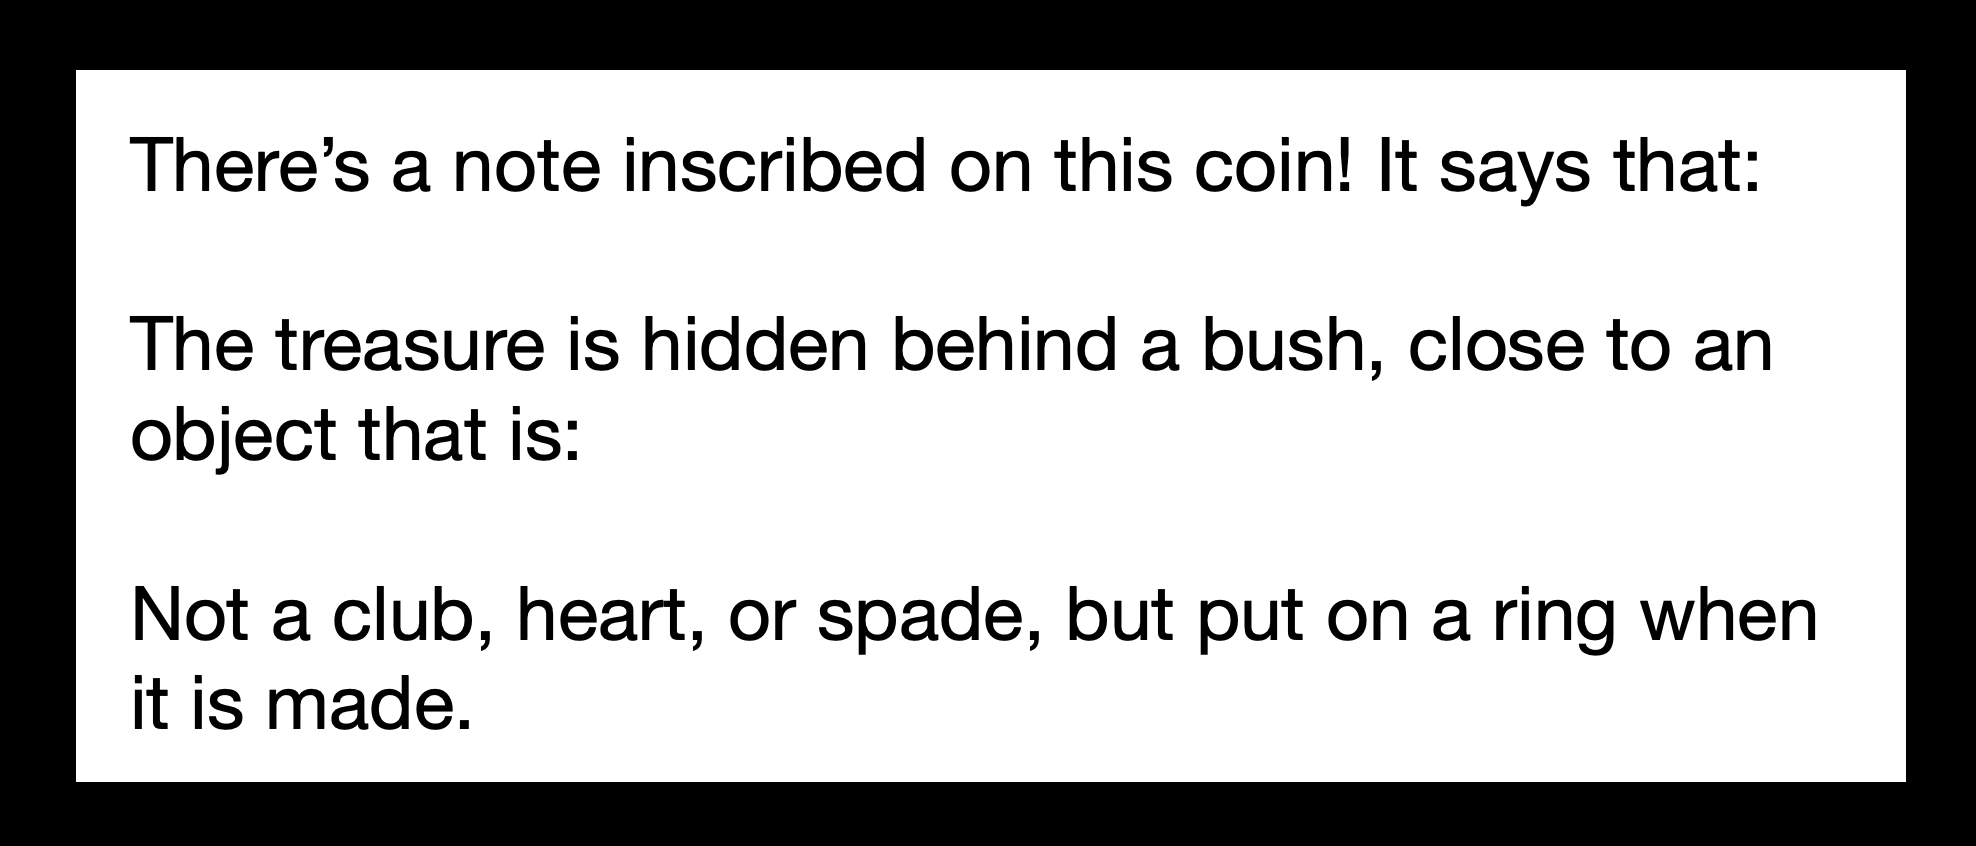 There’s a note inscribed on this coin! It says that:
The treasure is hidden behind a bush, close to an
object that is:
Not a club, heart, or spade, but put on a ring when
it is made.